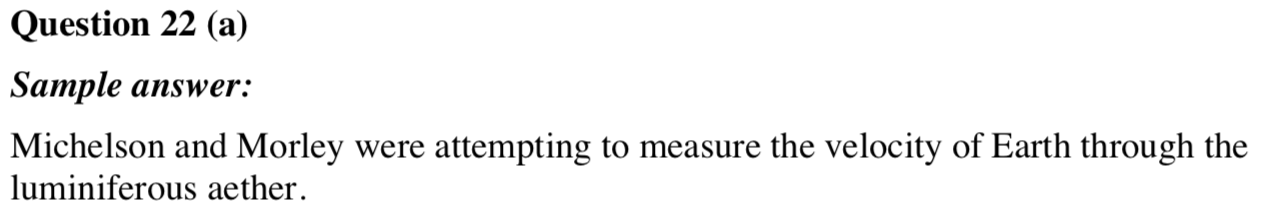 Question 22 (a)
Sample answer:
Michelson and Morley were attempting to measure the velocity of Earth through the
luminiferous aether.